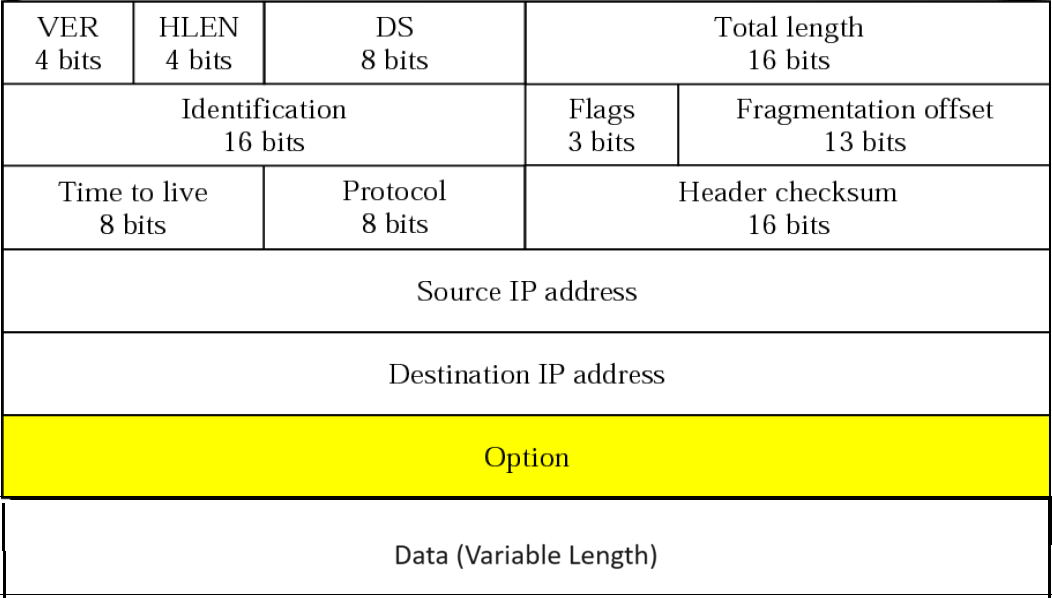 VER
4 bits
HLEN
4 bits
DS
8 bits
Total length
16 bits
Identification
16 bits
Flags
3 bits
Fragmentation offset
13 bits
Time to live
8 bits
Protocol
8 bits
Header checksum
16 bits
Source IP address
Destination IP address
Option
Data (Variable Length)